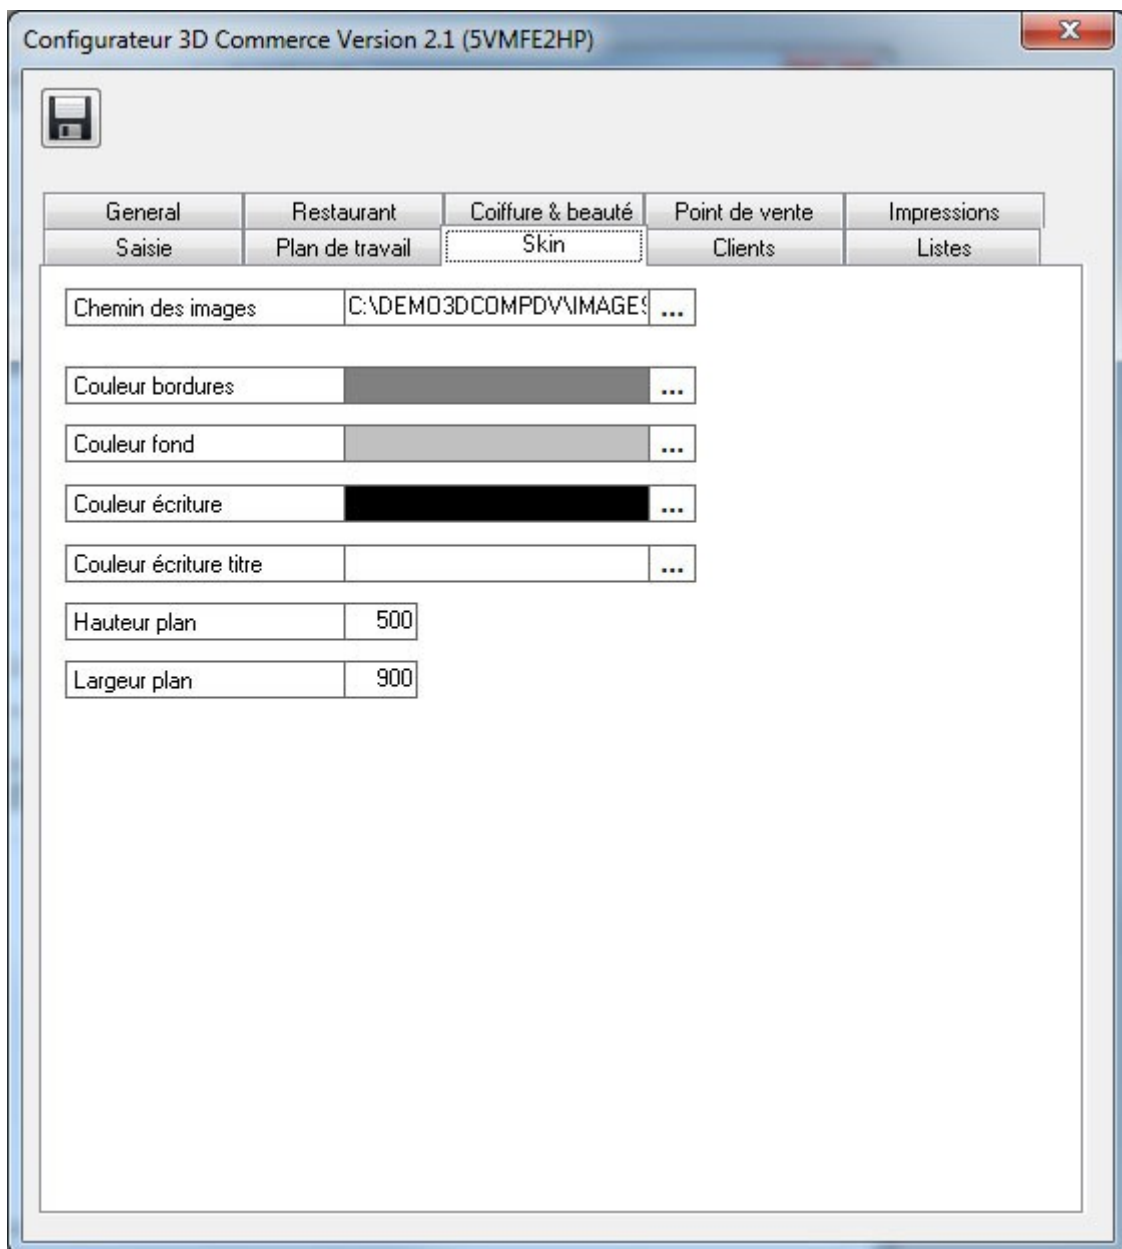 Configurateur 3D Commerce Version 2.1 (5VMFE2HP)
General Restaurant Coiffure & beauté Point de vente Impressions
Saisie Plan de travail Skin Clients Listes
Chemin des images C:\DEMO3DCOMPDV\IMAGES ...
Couleur bordures ...
Couleur fond ...
Couleur écriture ...
Couleur écriture titre ...
Hauteur plan 500
Largeur plan 900